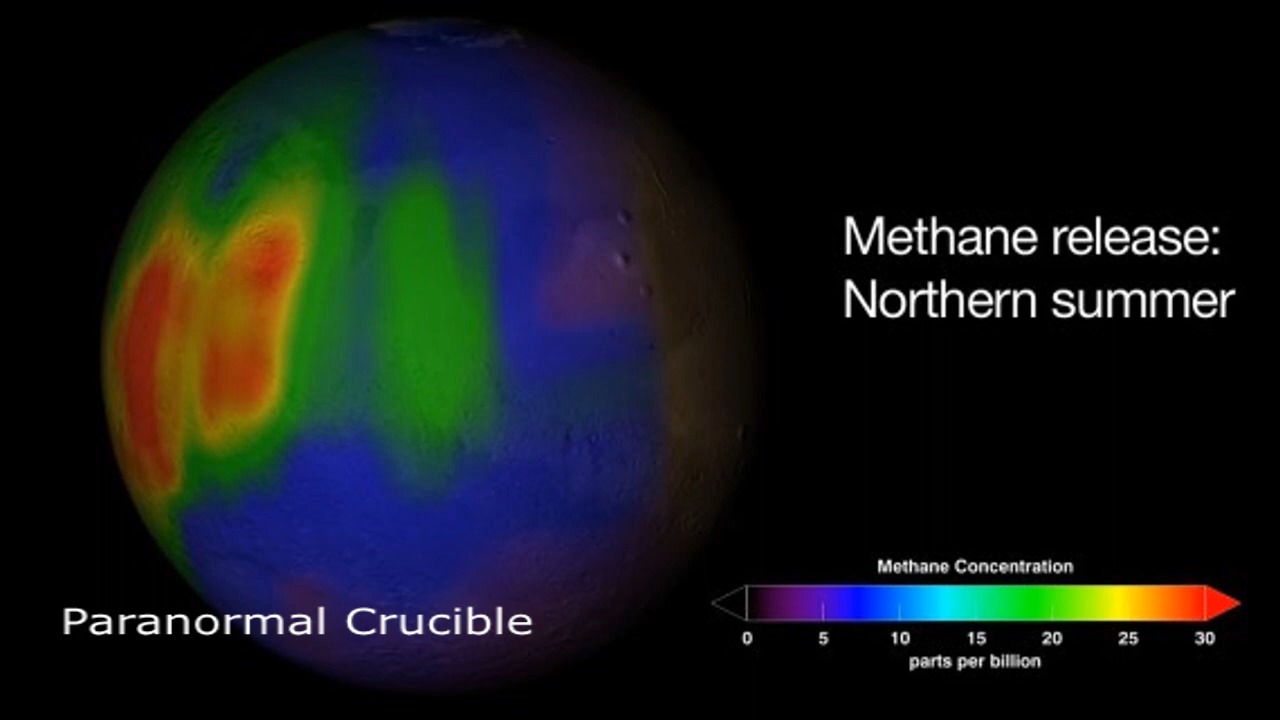 Methane release:
Northern summer
Methane Concentration
0 5 10 15 20 25 30
parts per billion
Paranormal Crucible